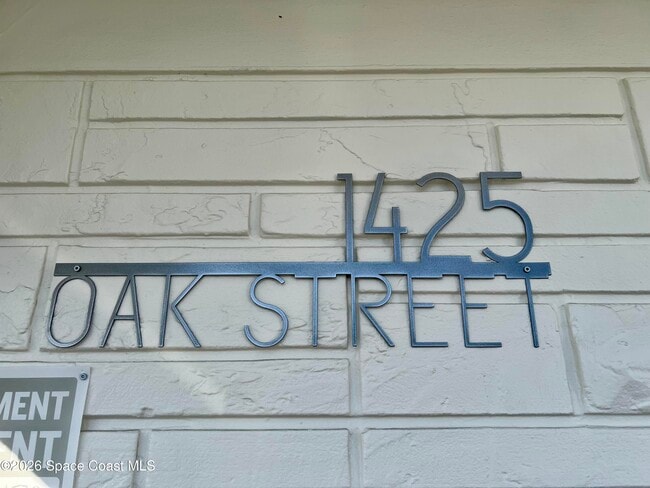 1425
OAK STREET
MENT
ENT
©2026 Space Coast MLS